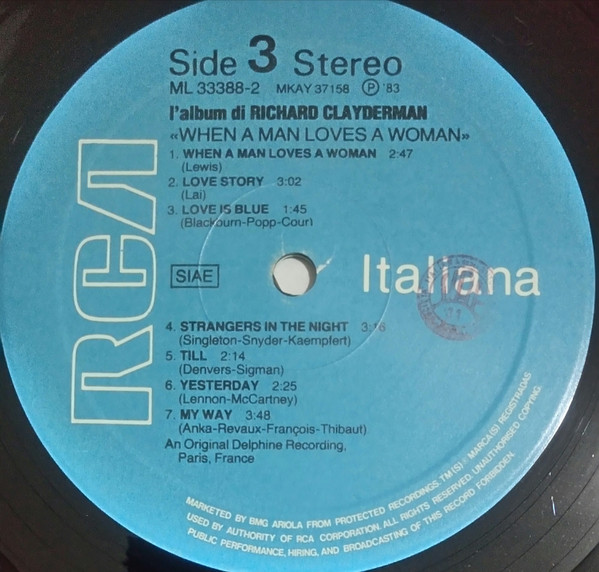 Side 3 Stereo
ML 33388-2 MKAY 37158 Ⓟ '83
l'album di RICHARD CLAYDERMAN
«WHEN A MAN LOVES A WOMAN»
1. WHEN A MAN LOVES A WOMAN 2:47
(Lewis)
2. LOVE STORY 3:02
(Lai)
3. LOVE IS BLUE 1:45
(Blackburn-Popp-Cour)
RCA
SIAE
Italiana
4. STRANGERS IN THE NIGHT 3:16
(Singleton-Snyder-Kaempfert)
5. TILL 2:14
(Denvers-Sigman)
6. YESTERDAY 2:25
(Lennon-McCartney)
7. MY WAY 3:48
(Anka-Revaux-François-Thibaut)
An Original Delphine Recording,
Paris, France
MARKETED BY BMG ARIOLA FROM PROTECTED RECORDINGS. TM(S) - MARCA(S) REGISTRADAS
USED BY AUTHORITY OF RCA CORPORATION. ALL RIGHTS RESERVED. UNAUTHORISED COPYING,
PUBLIC PERFORMANCE, HIRING, AND BROADCASTING OF THIS RECORD FORBIDDEN.